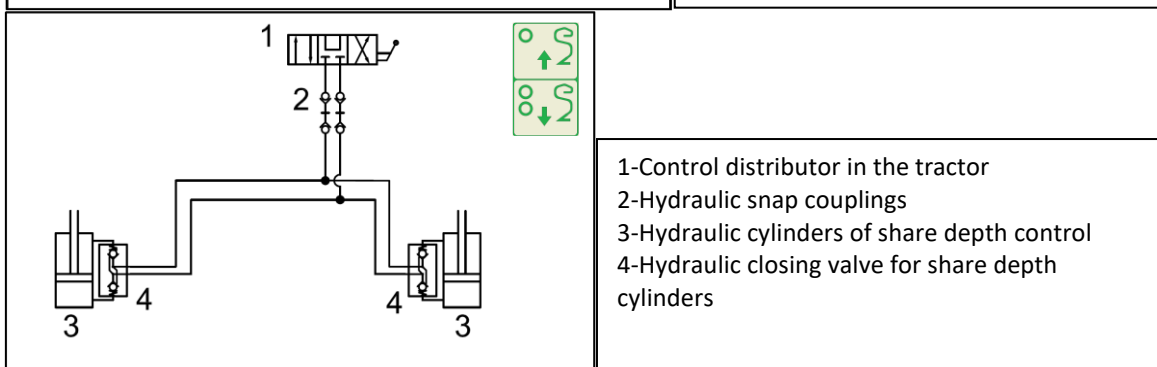 1
2
4
3
4
3
1-Control distributor in the tractor
2-Hydraulic snap couplings
3-Hydraulic cylinders of share depth control
4-Hydraulic closing valve for share depth
cylinders